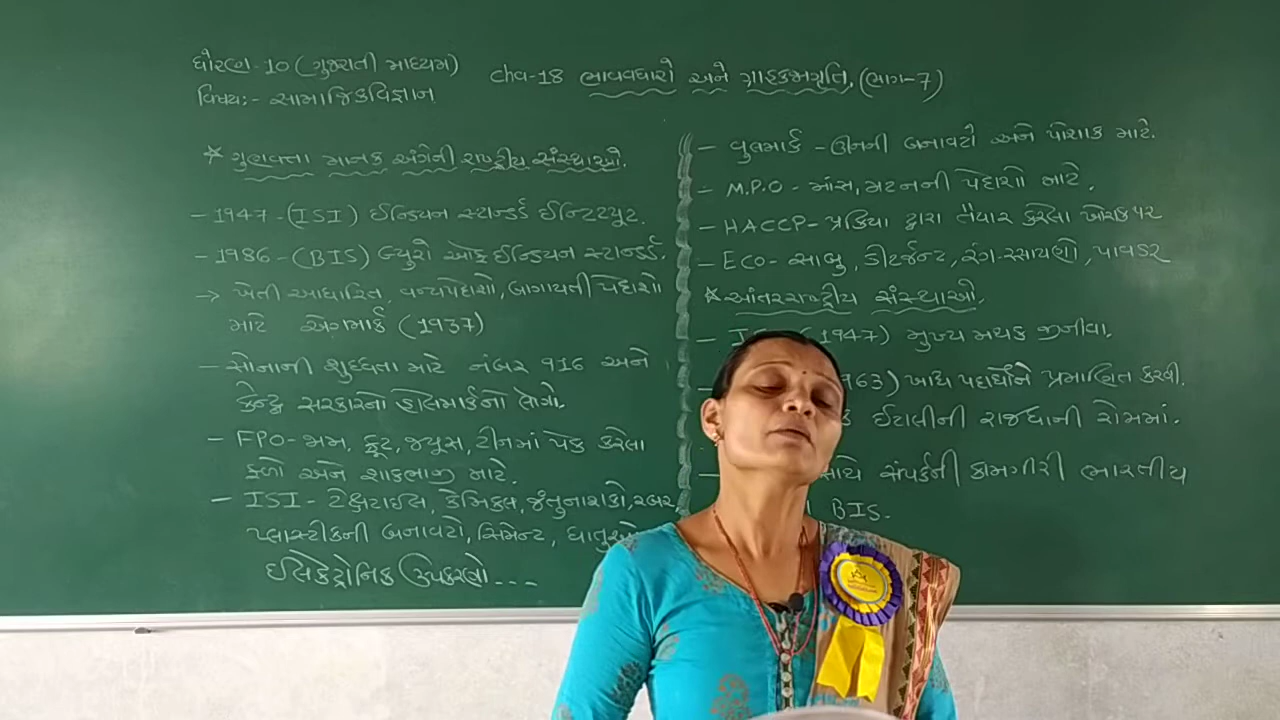 ધોરણ-10 (ગુજરાતી માધ્યમ)
વિષય:- સામાજિકવિજ્ઞાન
cha-18 ભાવવધારો અને ગ્રાહકજાગૃતિ, (ભાગ-7)
* ગુણવત્તા માનક અંગેની રાષ્ટ્રીય સંસ્થાઓ.
- 1947 - (ISI) ઈન્ડિયન સ્ટાન્ડર્ડ ઈન્ટિટ્યુટ.
- 1986 - (BIS) બ્યુરો ઓફ ઈન્ડિયન સ્ટાન્ડર્ડ.
→ ખેતી આધારિત, વન્યપેદાશો, બાગાયતી પેદાશો
માટે એગમાર્ક (1937)
- સોનાની શુદ્ધતા માટે નંબર 916 અને
કેન્દ્ર સરકારનો હોલમાર્કનો લોગો.
- FPO - જામ, ફ્રૂટ, જ્યુસ, ટીનમાં પેક કરેલા
ફળો અને શાકભાજી માટે.
- ISI - ટેક્ષટાઈલ, કેમિકલ, જંતુનાશકો, રબર
પ્લાસ્ટીકની બનાવટો, સિમેન્ટ, ધાતુઓ
ઈલેક્ટ્રોનિક ઉપકરણો ---
- વુલમાર્ક - ઊનની બનાવટો અને પોશાક માટે.
- M.P.O - માંસ, મટનની પેદાશો માટે.
- HACCP - પ્રક્રિયા દ્વારા તૈયાર કરેલા ખોરાક પર
- ECO - સાબુ, ડીટર્જન્ટ, રંગ-રસાયણો, પાવડર
* આંતરરાષ્ટ્રીય સંસ્થાઓ.
- (1947) મુખ્ય મથક જીનીવા.
- 963) ખાદ્ય પદાર્થોને પ્રમાણિત કરવી.
ઈટાલીની રાજધાની રોમમાં.
- સાથે સંપર્કની કામગીરી ભારતીય
BIS.